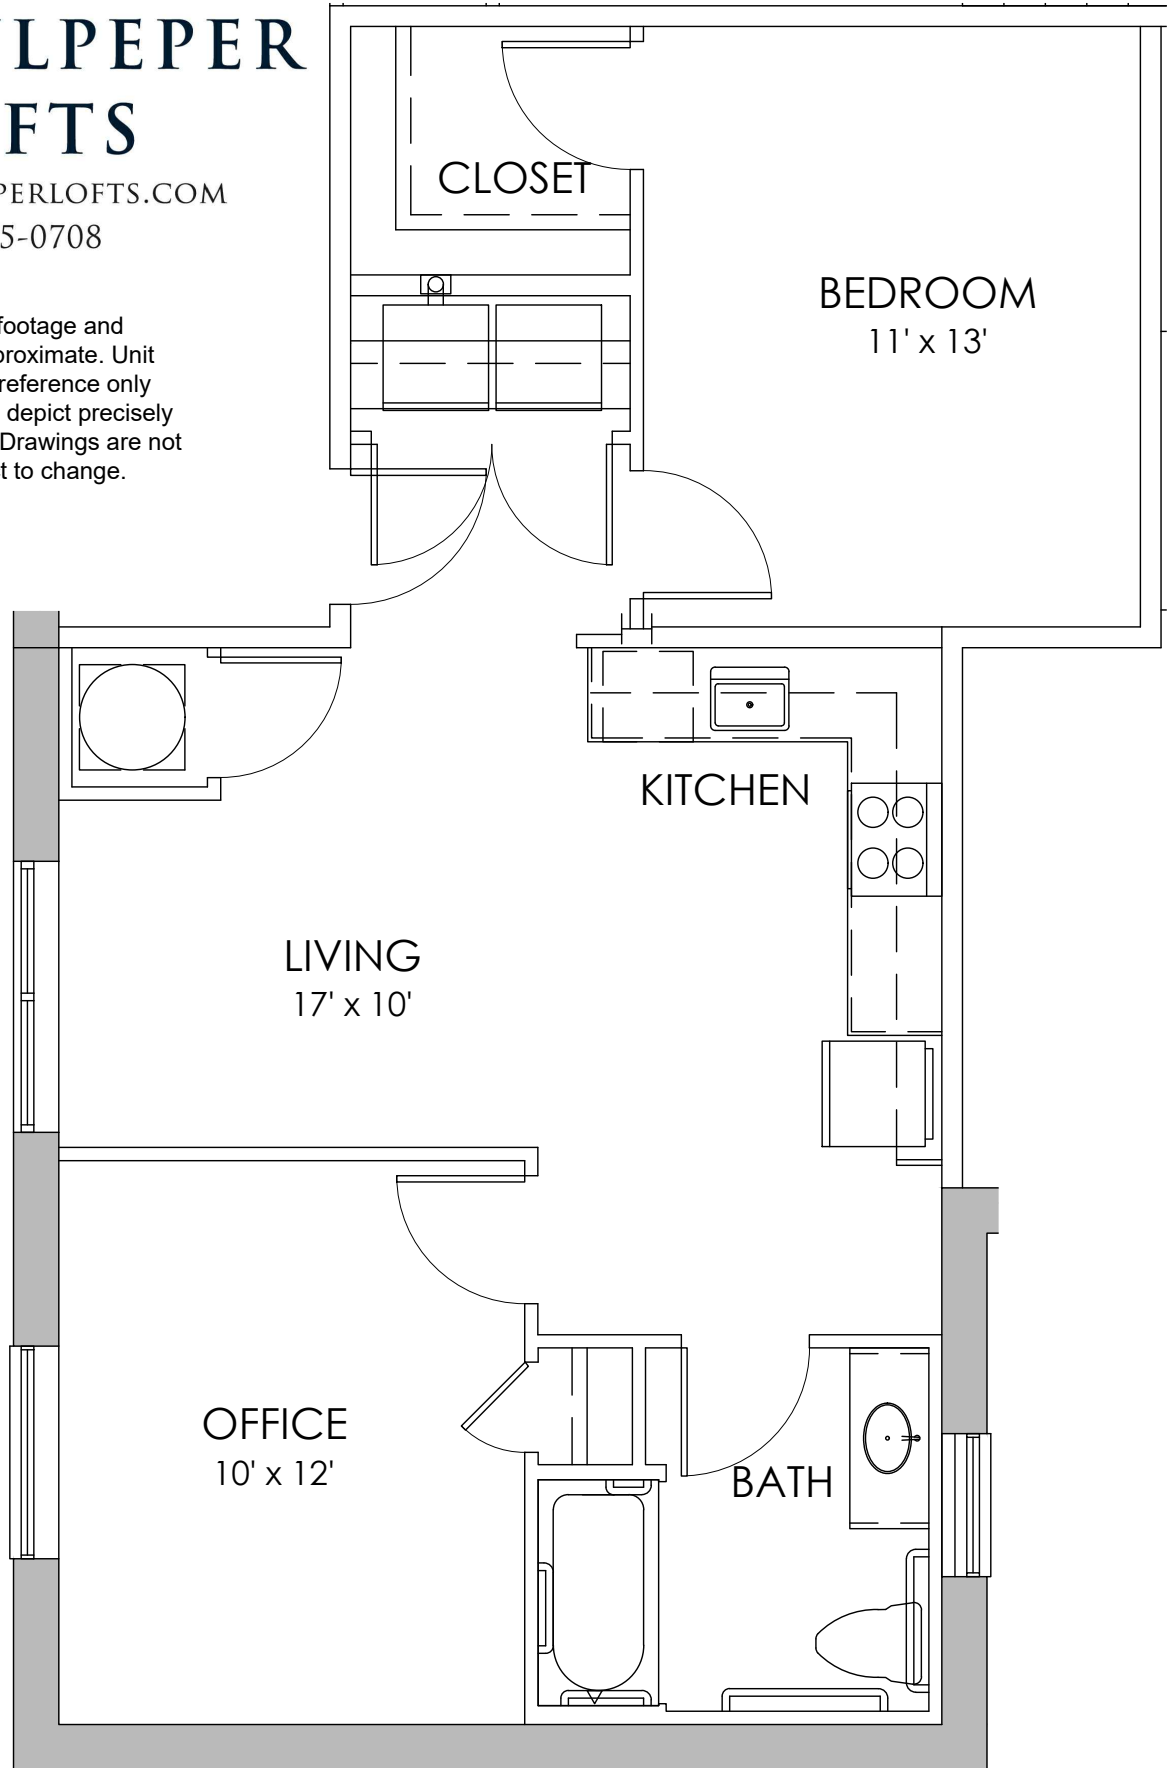 LPEPER
FTS
PERLOFTS.COM
5-0708
footage and
proximate. Unit
reference only
depict precisely
Drawings are not
t to change.
CLOSET
BEDROOM
11' x 13'
KITCHEN
LIVING
17' x 10'
OFFICE
10' x 12'
BATH